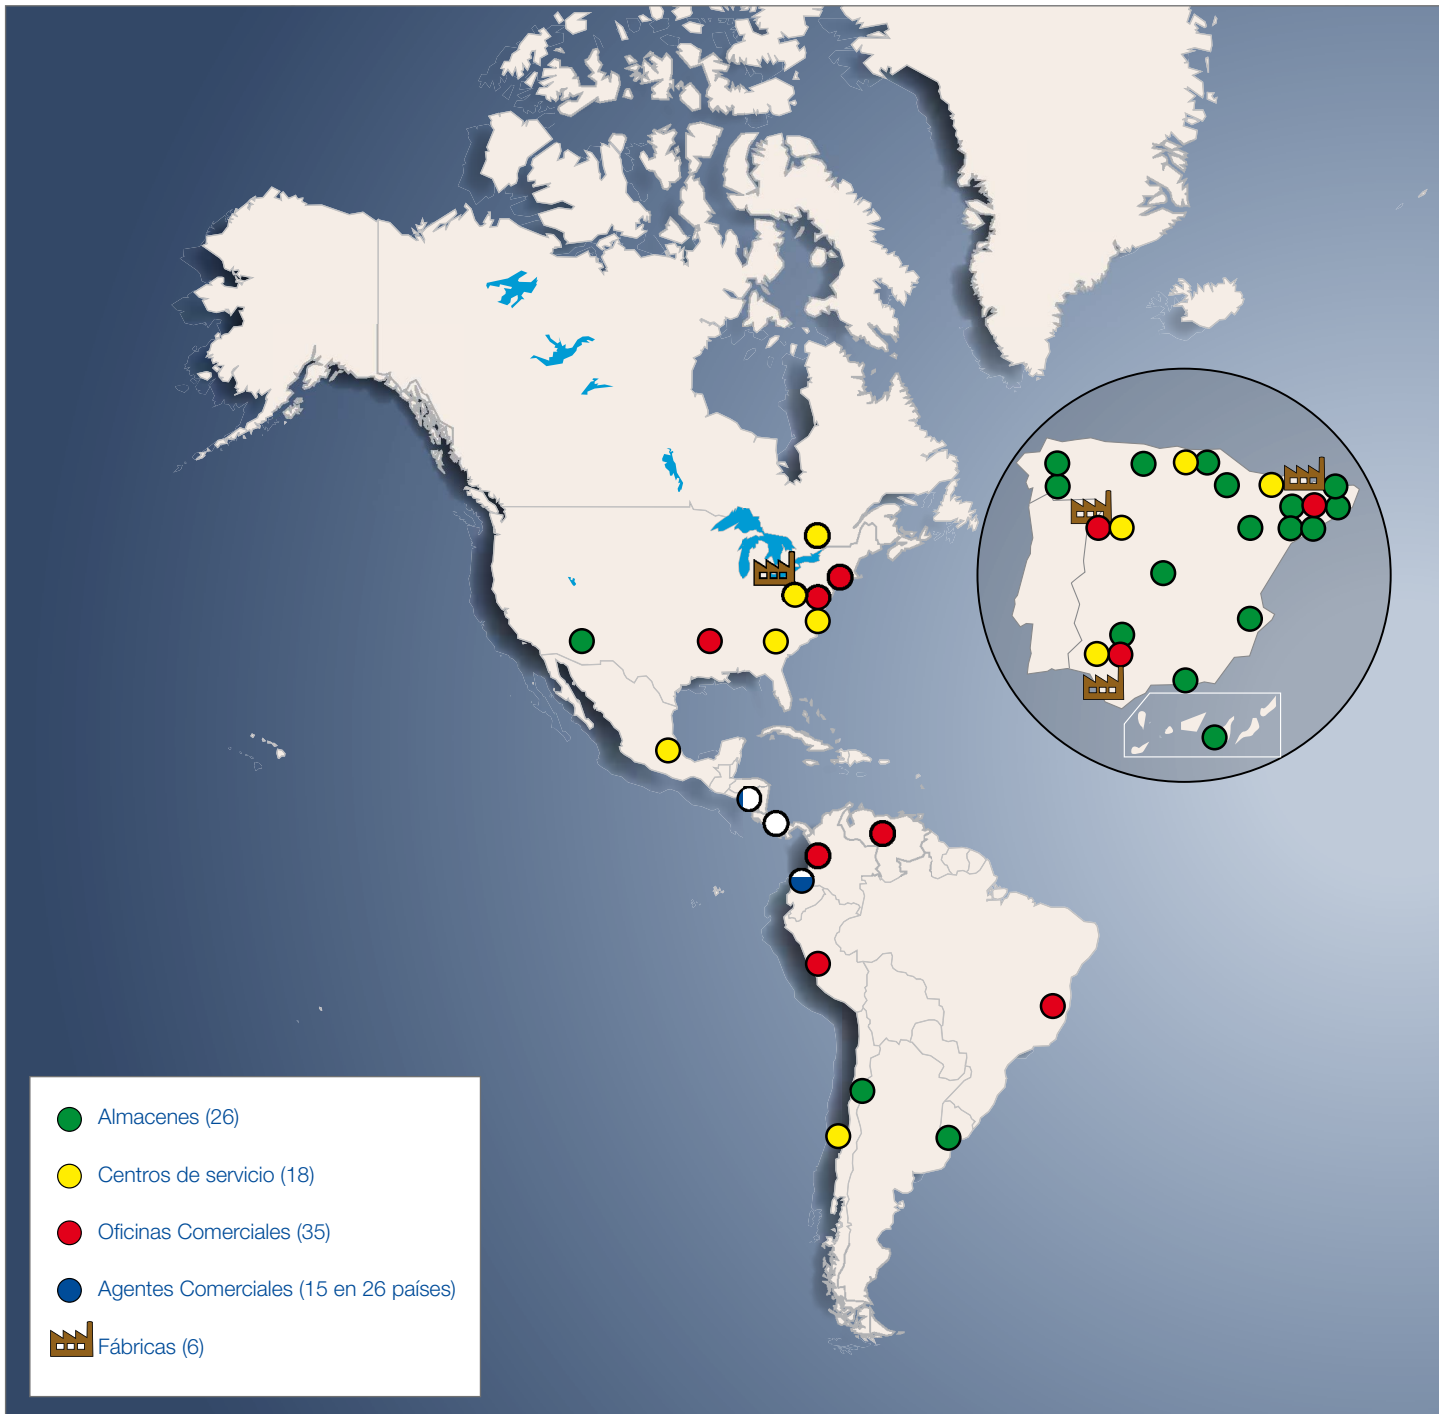 Almacenes (26)
Centros de servicio (18)
Oficinas Comerciales (35)
Agentes Comerciales (15 en 26 países)
Fábricas (6)